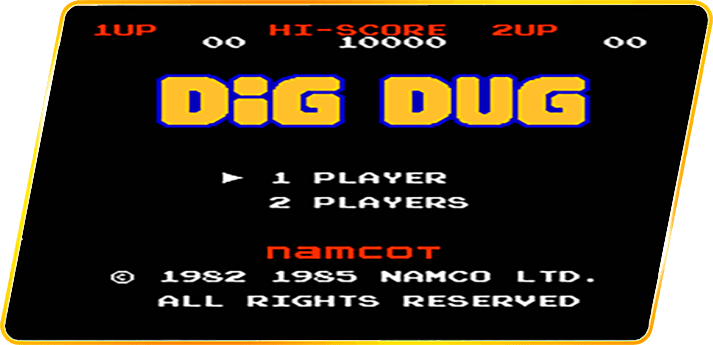 1UP HI-SCORE 2UP
00 10000 00
DiG DUG
► 1 PLAYER
2 PLAYERS
namcot
© 1982 1985 NAMCO LTD.
ALL RIGHTS RESERVED